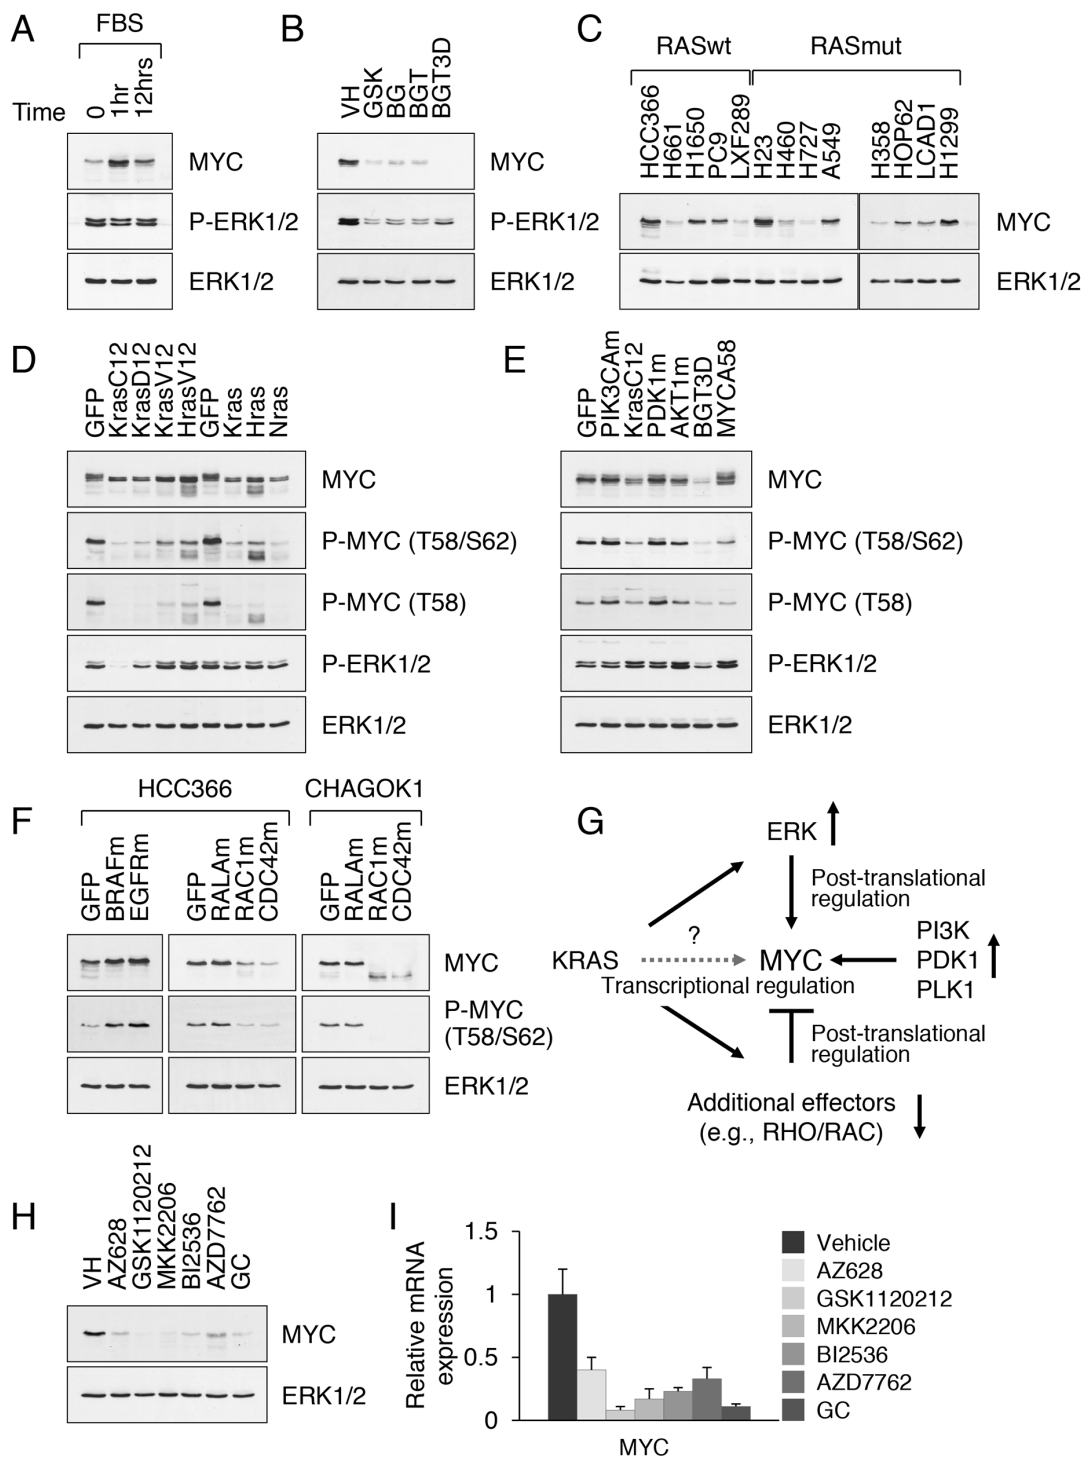 A
FBS
Time
0
1hr
12hrs
MYC
P-ERK1/2
ERK1/2
B
VH
GSK
BG
BGT
BGT3D
MYC
P-ERK1/2
ERK1/2
C
RASwt
RASmut
HCC366
H661
H1650
PC9
LXF289
H23
H460
H727
A549
H358
HOP62
LCAD1
H1299
MYC
ERK1/2
D
GFP
KrasC12
KrasD12
KrasV12
HrasV12
GFP
Kras
Hras
Nras
MYC
P-MYC (T58/S62)
P-MYC (T58)
P-ERK1/2
ERK1/2
E
GFP
PIK3CAm
KrasC12
PDK1m
AKT1m
BGT3D
MYCA58
MYC
P-MYC (T58/S62)
P-MYC (T58)
P-ERK1/2
ERK1/2
F
HCC366
CHAGOK1
GFP
BRAFm
EGFRm
GFP
RALAm
RAC1m
CDC42m
GFP
RALAm
RAC1m
CDC42m
MYC
P-MYC
(T58/S62)
ERK1/2
G
ERK
Post-translational
regulation
KRAS
?
MYC
Transcriptional regulation
PI3K
PDK1
PLK1
Post-translational
regulation
Additional effectors
(e.g., RHO/RAC)
H
VH
AZ628
GSK1120212
MKK2206
BI2536
AZD7762
GC
MYC
ERK1/2
I
Relative mRNA
expression
1.5
1
0.5
0
MYC
Vehicle
AZ628
GSK1120212
MKK2206
BI2536
AZD7762
GC